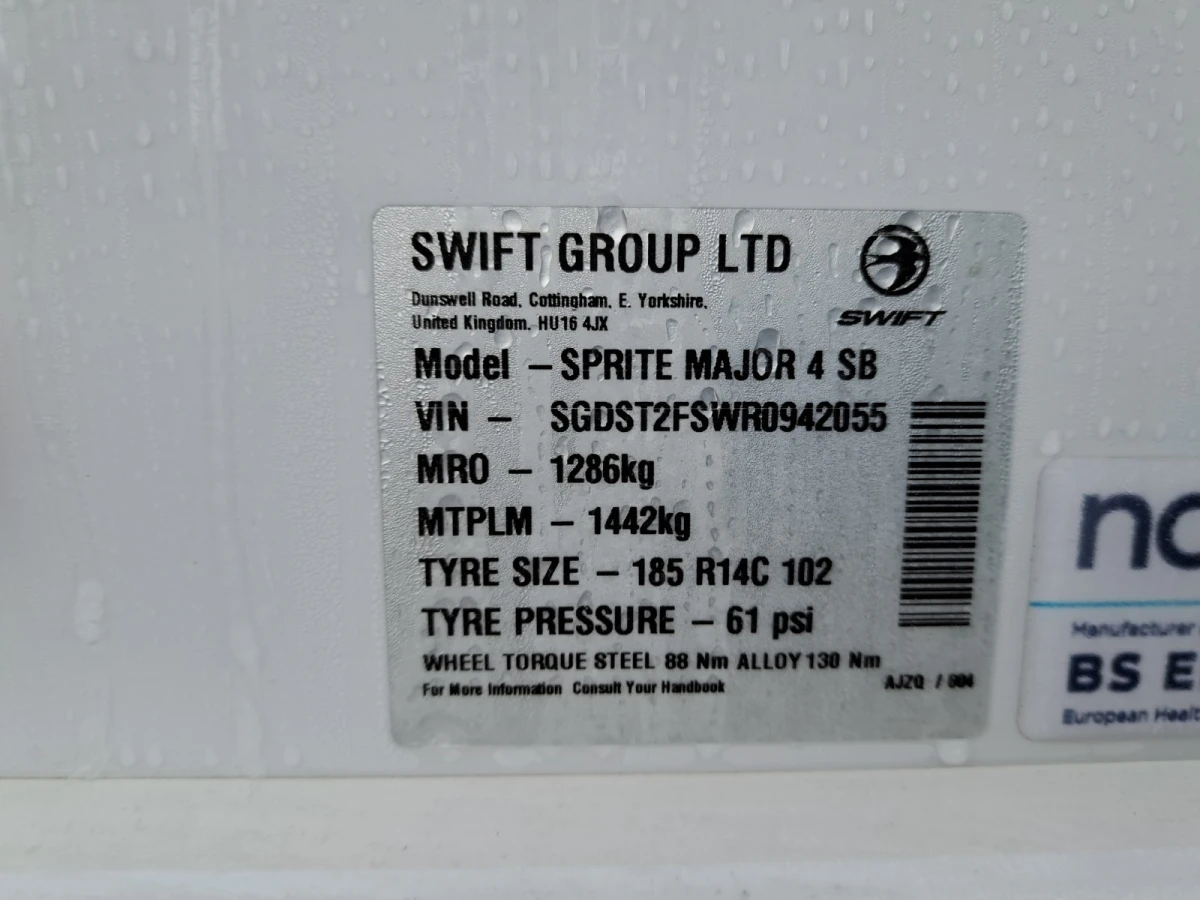 SWIFT GROUP LTD
Dunswell Road, Cottingham, E. Yorkshire,
United Kingdom. HU16 4JX
SWIFT
Model – SPRITE MAJOR 4 SB
VIN – SGDST2FSWR0942055
MRO – 1286kg
MTPLM – 1442kg
TYRE SIZE – 185 R14C 102
TYRE PRESSURE – 61 psi
WHEEL TORQUE STEEL 88 Nm ALLOY 130 Nm
For More Information Consult Your Handbook
AJZQ /
Manufacturer
BS
European